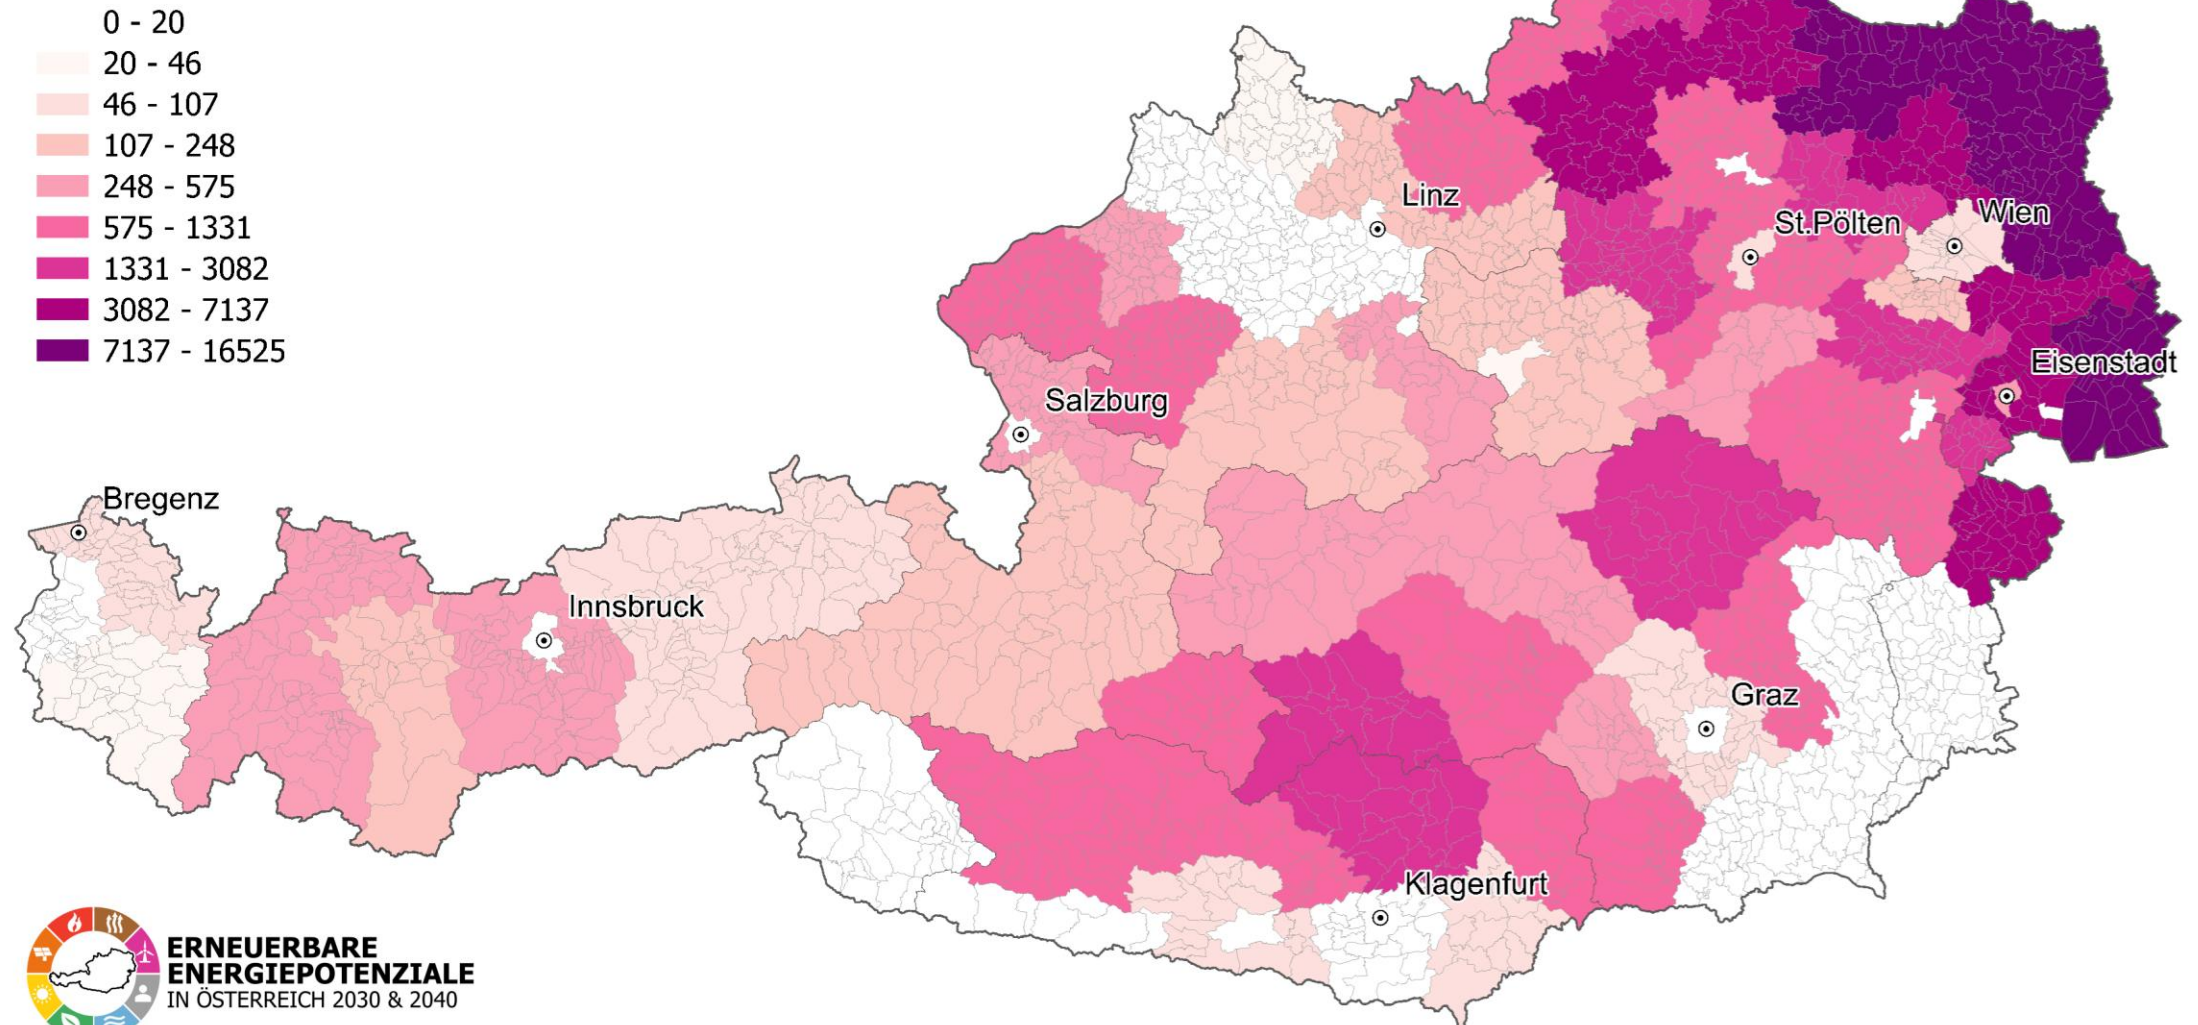 0 - 20
20 - 46
46 - 107
107 - 248
248 - 575
575 - 1331
1331 - 3082
3082 - 7137
7137 - 16525
Linz
St.Pölten
Wien
Eisenstadt
Salzburg
Bregenz
Innsbruck
Graz
Klagenfurt
ERNEUERBARE
ENERGIEPOTENZIALE
IN ÖSTERREICH 2030 & 2040